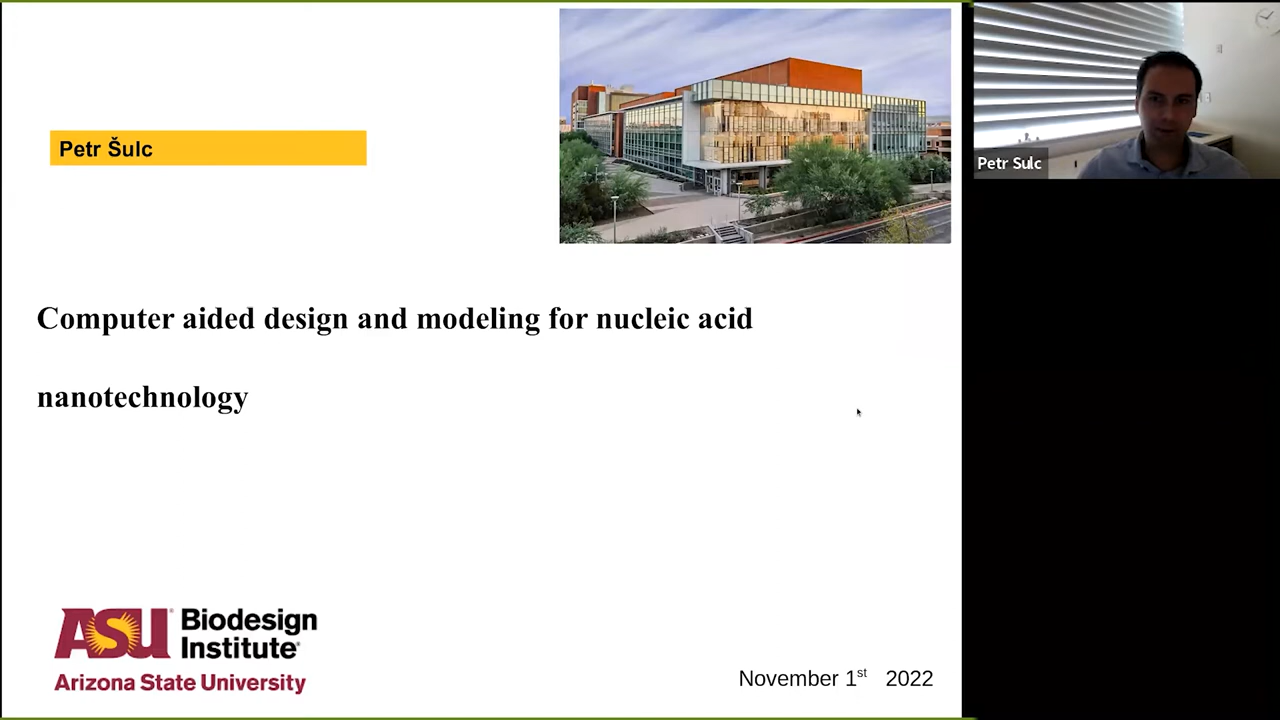 Petr Šulc
Petr Sulc
Computer aided design and modeling for nucleic acid
nanotechnology
ASU Biodesign
Institute
Arizona State University
November 1st 2022